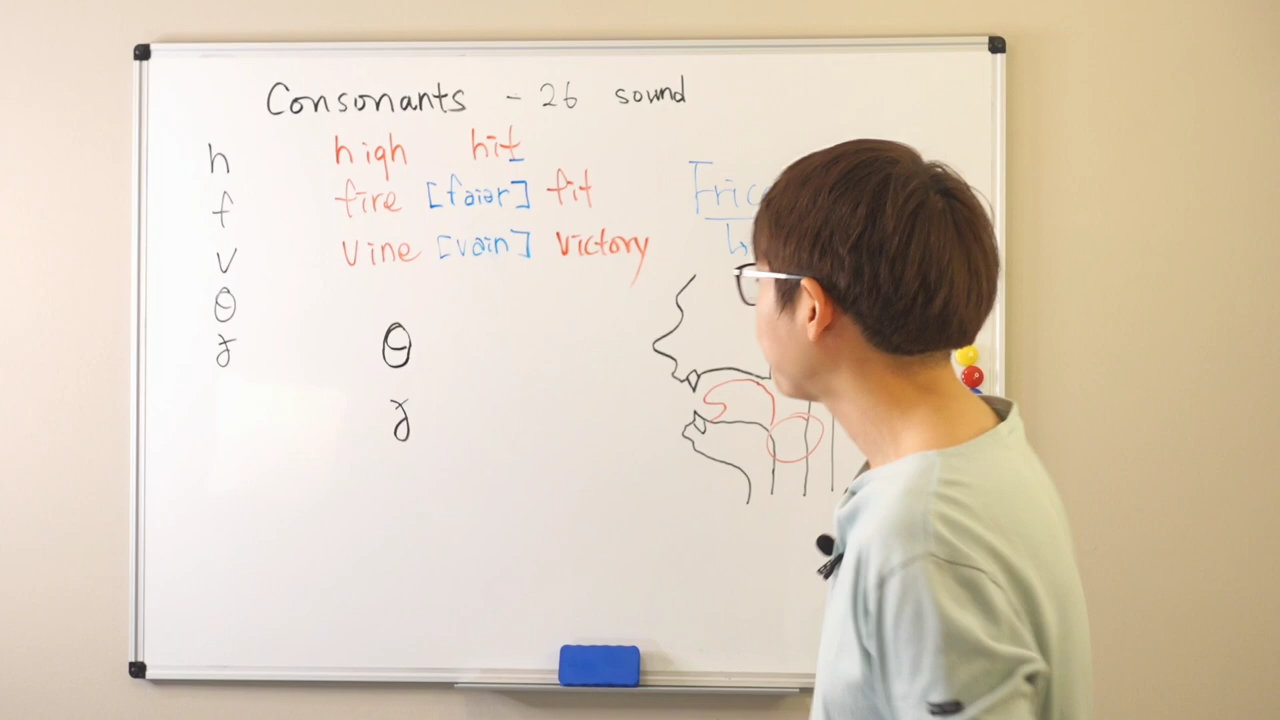 Consonants - 26 sound
h high hit
f fire [faiər] fit
v vine [vain] victory
θ
ð
θ
ð